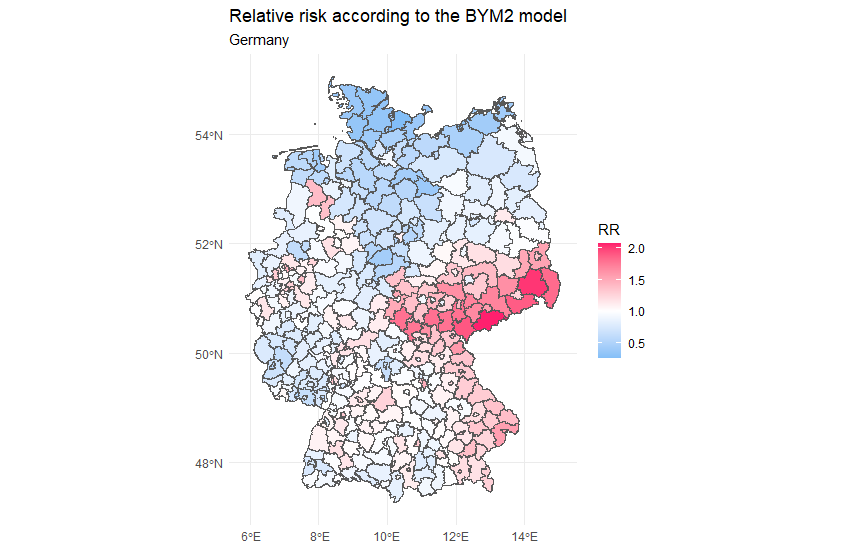 Relative risk according to the BYM2 model
Germany
54°N
52°N
50°N
48°N
6°E
8°E
10°E
12°E
14°E
RR
2.0
1.5
1.0
0.5